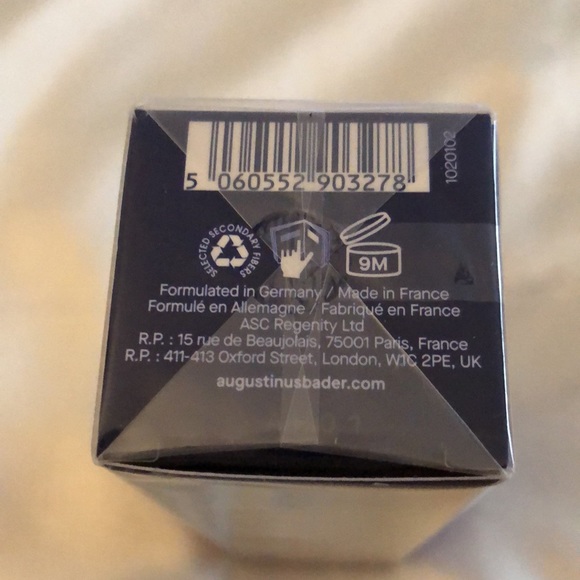 5 060552 903278
1020102
SELECTED SECONDARY FIBERS
9M
Formulated in Germany / Made in France
Formulé en Allemagne / Fabriqué en France
ASC Regenity Ltd
R.P. : 15 rue de Beaujolais, 75001 Paris, France
R.P. : 411-413 Oxford Street, London, W1C 2PE, UK
augustinusbader.com